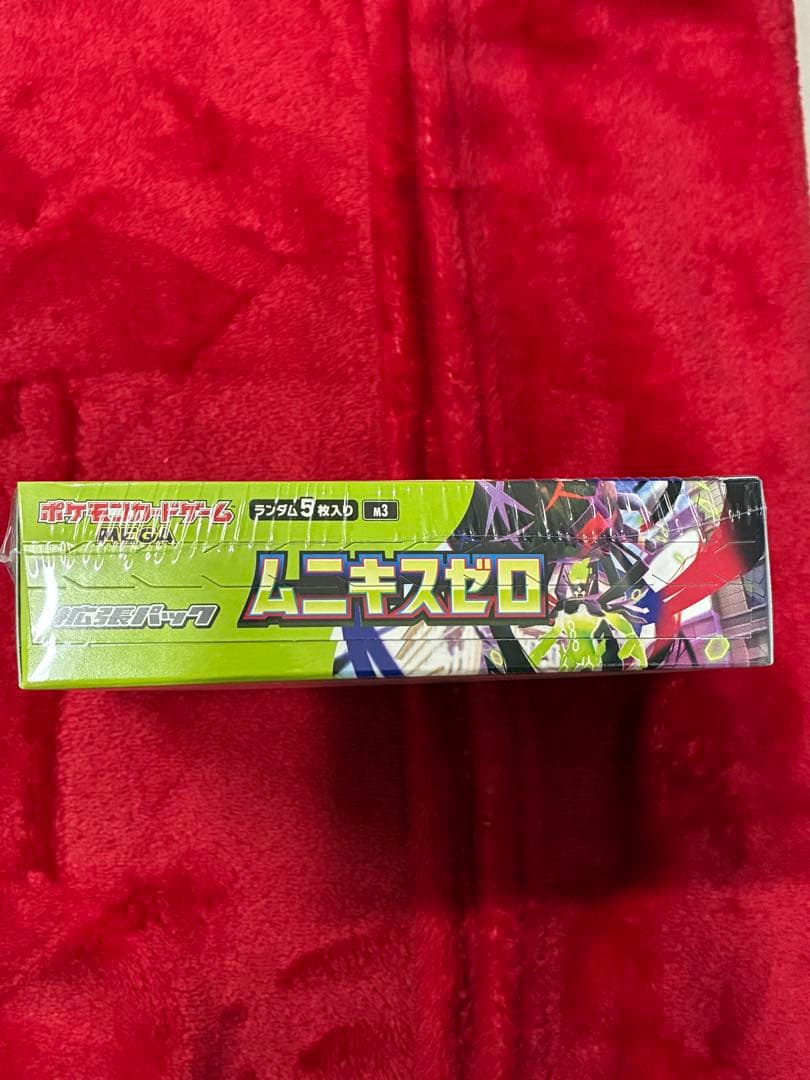 ポケモンカードゲーム
MEGA
ランダム5枚入り
M3
拡張パック
ムニキスゼロ